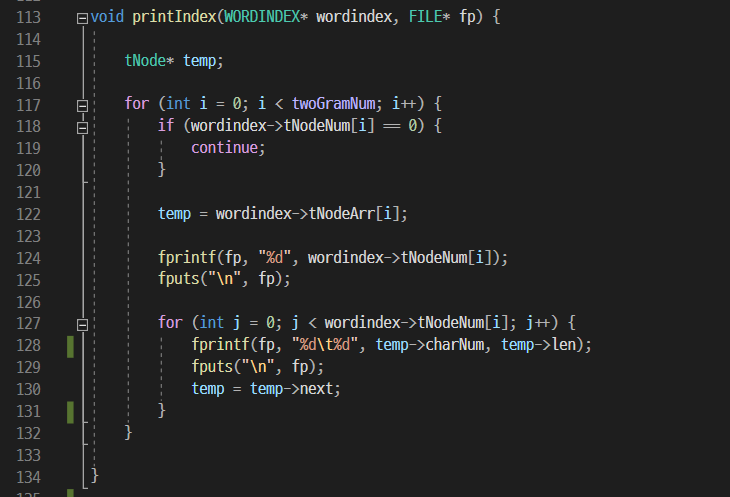 113 void printIndex(WORDINDEX* wordindex, FILE* fp) {
114
115 tNode* temp;
116
117 for (int i = 0; i < twoGramNum; i++) {
118 if (wordindex->tNodeNum[i] == 0) {
119 continue;
120 }
121
122 temp = wordindex->tNodeArr[i];
123
124 fprintf(fp, "%d", wordindex->tNodeNum[i]);
125 fputs("\n", fp);
126
127 for (int j = 0; j < wordindex->tNodeNum[i]; j++) {
128 fprintf(fp, "%d\t%d", temp->charNum, temp->len);
129 fputs("\n", fp);
130 temp = temp->next;
131 }
132 }
133
134 }